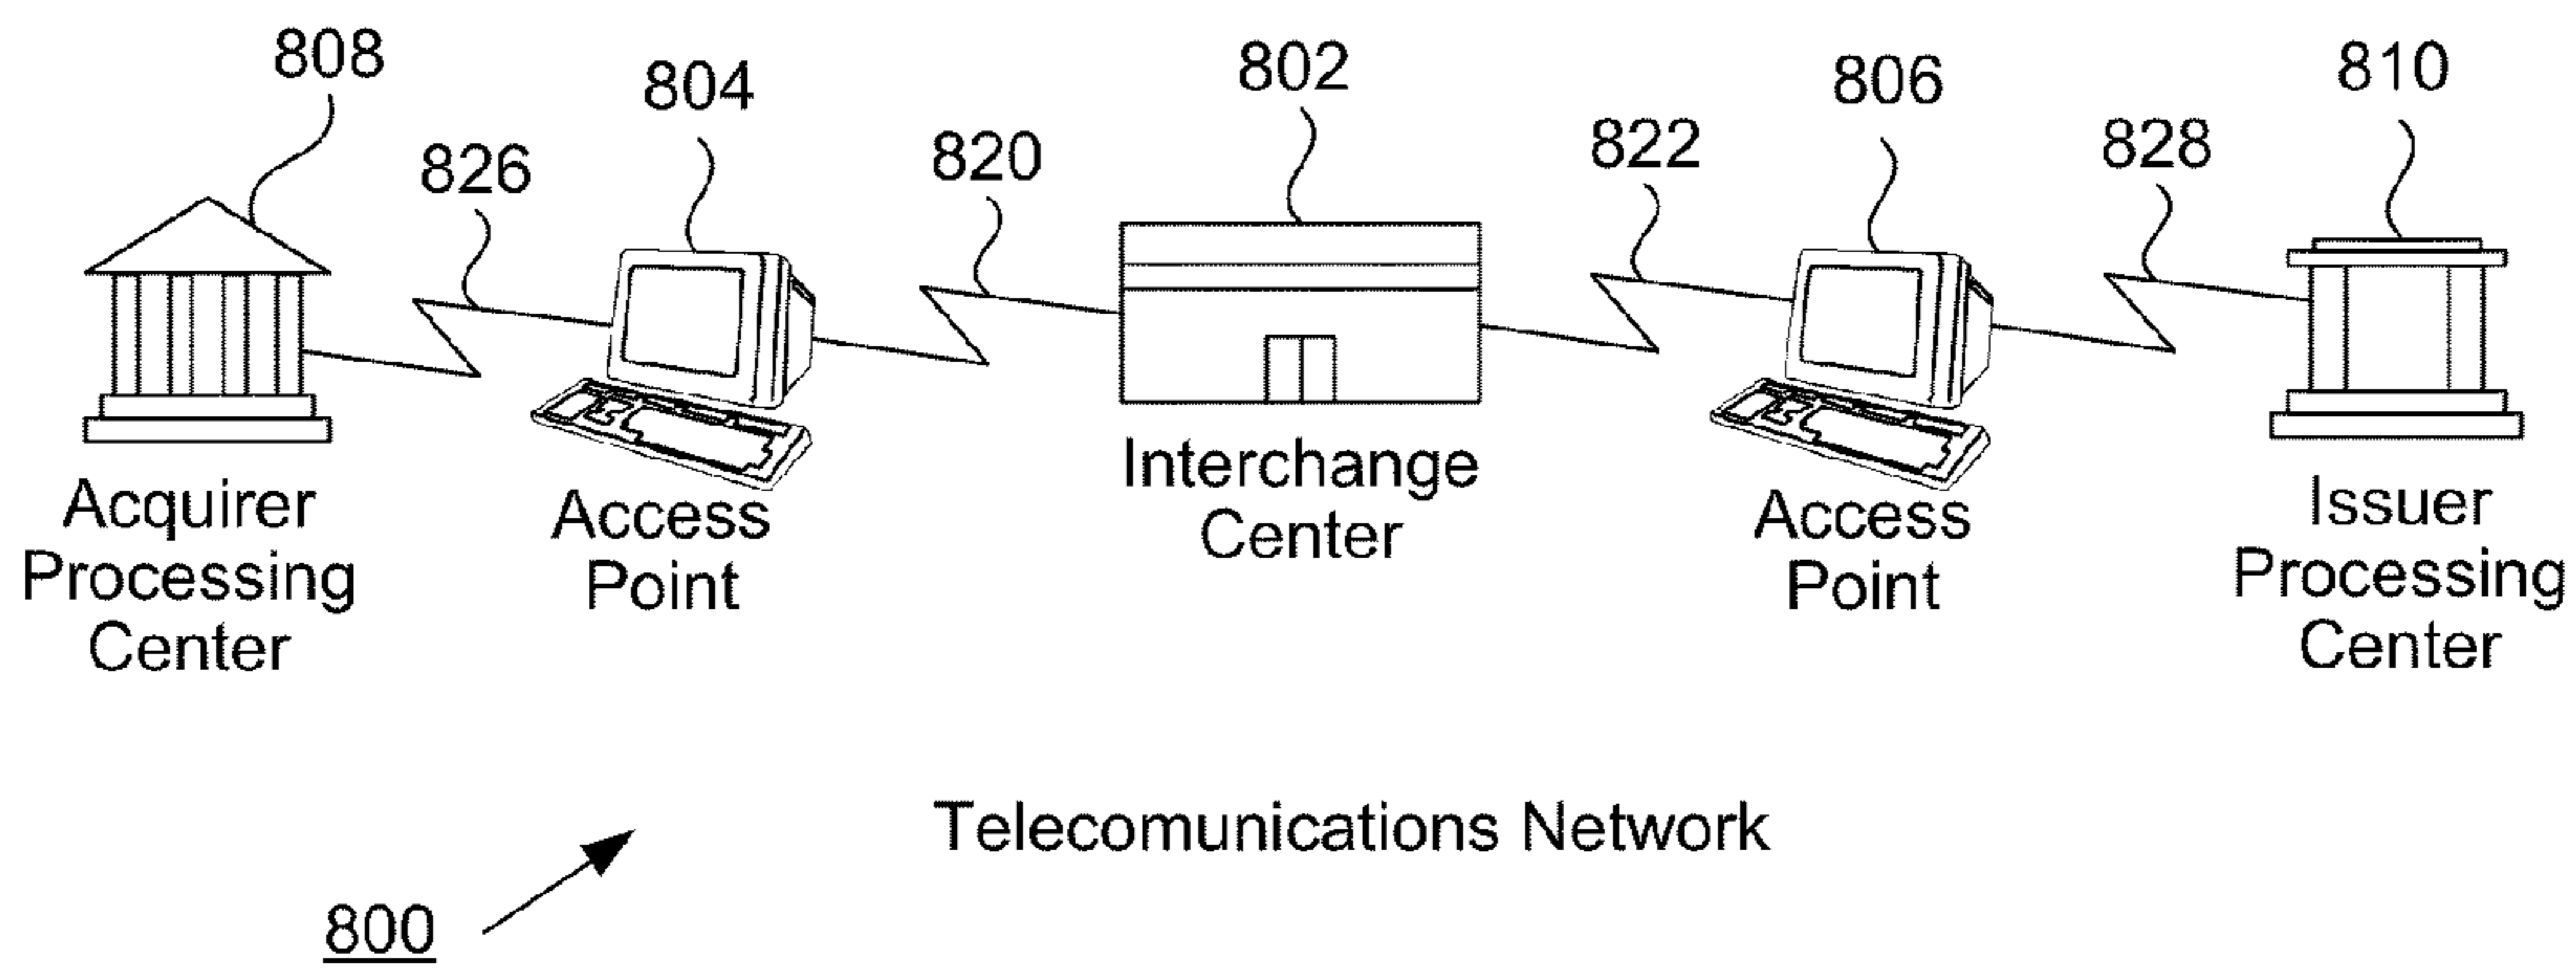 808
804
802
806
810
826
820
822
828
Acquirer
Processing
Center
Access
Point
Interchange
Center
Access
Point
Issuer
Processing
Center
Telecomunications Network
800